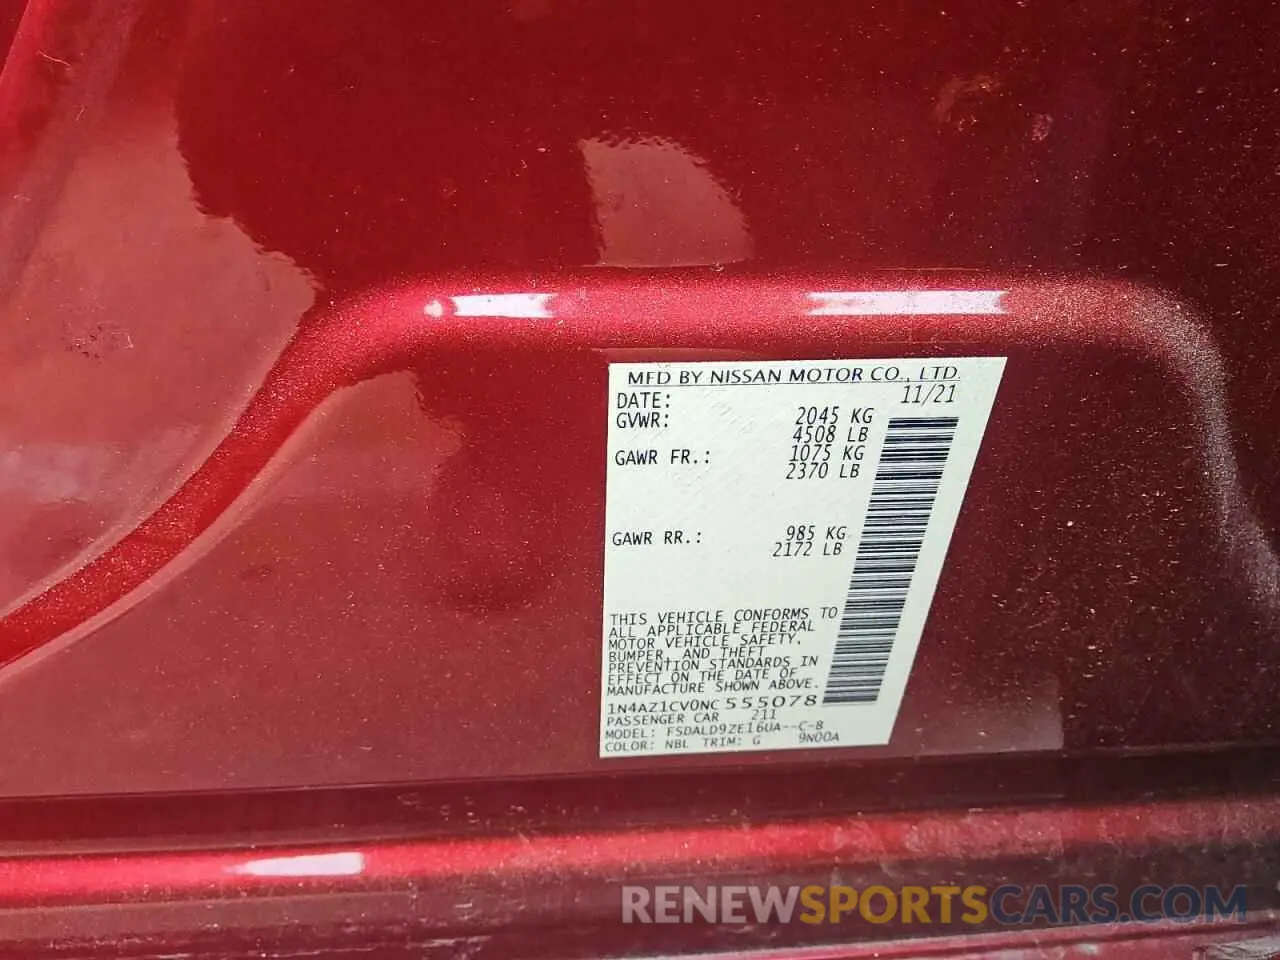 MFD BY NISSAN MOTOR CO., LTD.
DATE: 11/21
GVWR: 2045 KG
4508 LB
GAWR FR.: 1075 KG
2370 LB
GAWR RR.: 985 KG
2172 LB
THIS VEHICLE CONFORMS TO
ALL APPLICABLE FEDERAL
MOTOR VEHICLE SAFETY,
BUMPER, AND THEFT
PREVENTION STANDARDS IN
EFFECT ON THE DATE OF
MANUFACTURE SHOWN ABOVE.
1N4AZ1CV0NC555078
PASSENGER CAR 211
MODEL: FSDALD9ZE16UA--C-8
COLOR: NBL TRIM: G 9N00A
RENEWSPORTSCARS.COM